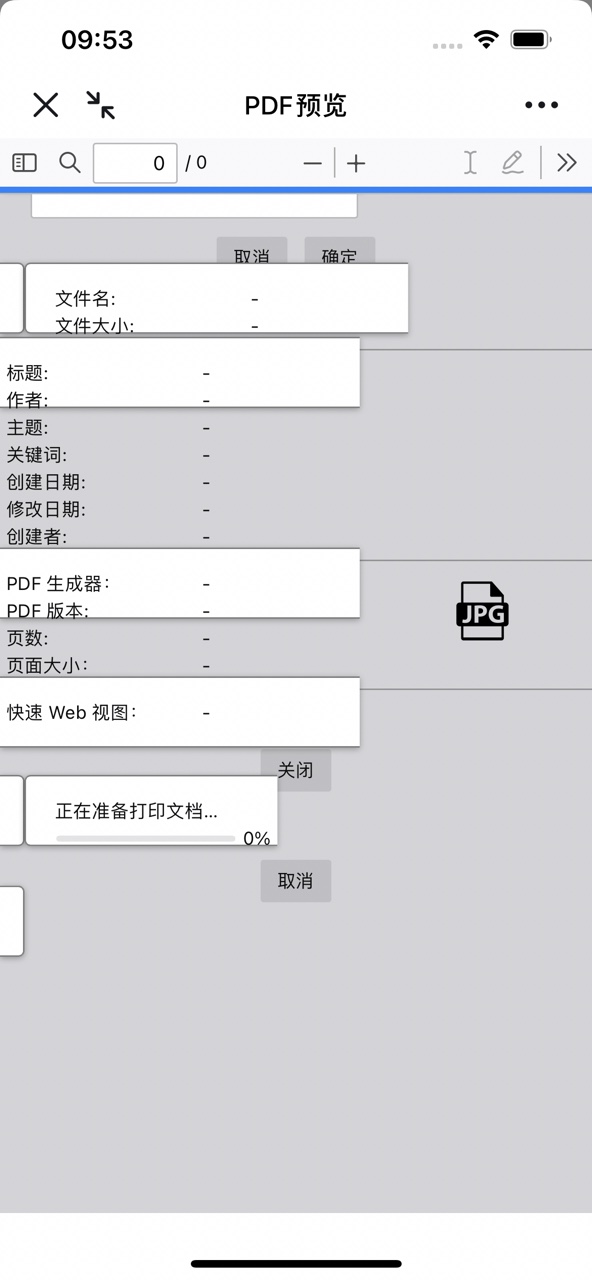 09:53
PDF预览
0 / 0
取消 确定
文件名: -
文件大小: -
标题: -
作者: -
主题: -
关键词: -
创建日期: -
修改日期: -
创建者: -
PDF 生成器： -
PDF 版本: -
JPG
页数: -
页面大小： -
快速 Web 视图： -
关闭
正在准备打印文档…
0%
取消